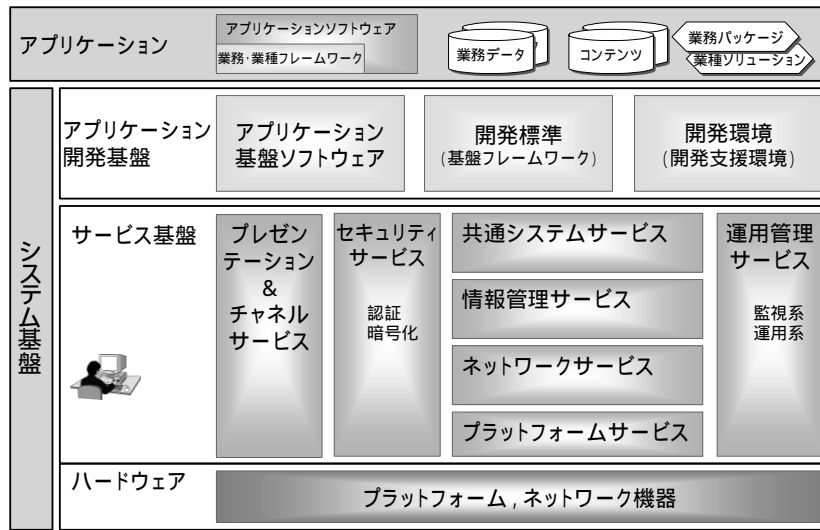 アプリケーション
アプリケーションソフトウェア
業務・業種フレームワーク
業務データ
コンテンツ
業務パッケージ
業種ソリューション
システム基盤
アプリケーション
開発基盤
アプリケーション
基盤ソフトウェア
開発標準
(基盤フレームワーク)
開発環境
(開発支援環境)
サービス基盤
プレゼン
テーション
&
チャネル
サービス
セキュリティ
サービス
認証
暗号化
共通システムサービス
情報管理サービス
ネットワークサービス
プラットフォームサービス
運用管理
サービス
監視系
運用系
ハードウェア
プラットフォーム,ネットワーク機器